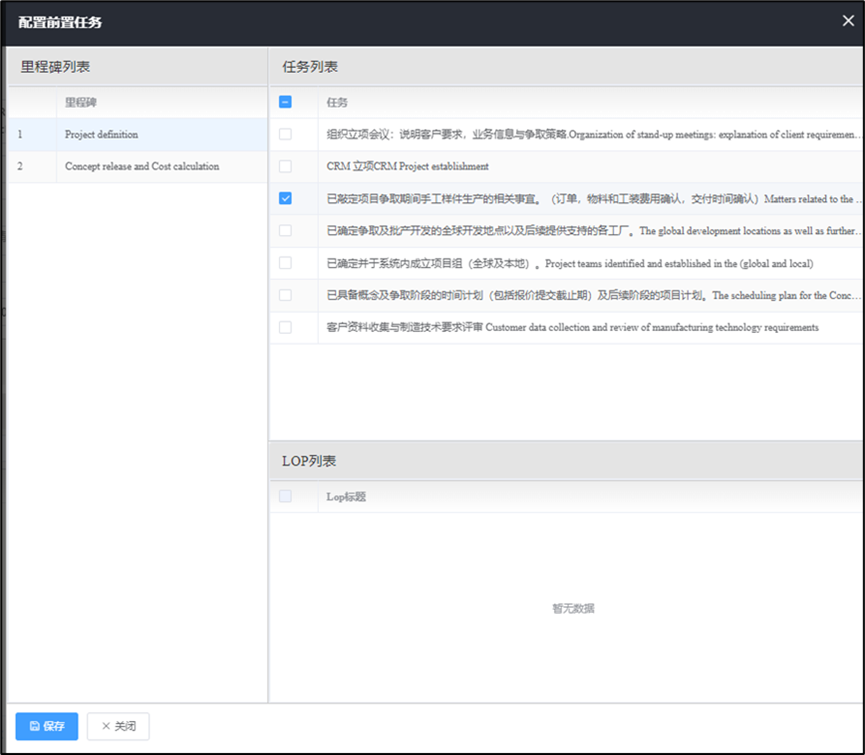 配置前置任务
里程碑列表
任务列表
里程碑
任务
1 Project definition
2 Concept release and Cost calculation
组织立项会议：说明客户要求，业务信息与争取策略.Organization of stand-up meetings: explanation of client requiremen...
CRM 立项CRM Project establishment
已敲定项目争取期间手工样件生产的相关事宜。（订单，物料和工装费用确认，交付时间确认）Matters related to the ...
已确定争取及批产开发的全球开发地点以及后续提供支持的各工厂。The global development locations as well as further...
已确定并于系统内成立项目组（全球及本地）。Project teams identified and established in the (global and local)
已具备概念及争取阶段的时间计划（包括报价提交截止期）及后续阶段的项目计划。The scheduling plan for the Conc...
客户资料收集与制造技术要求评审 Customer data collection and review of manufacturing technology requirements
LOP列表
Lop标题
暂无数据
保存
关闭